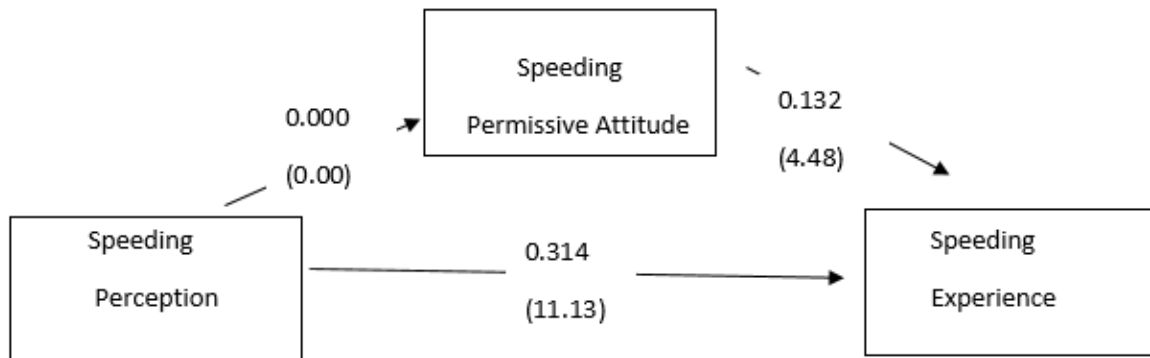 Speeding
Permissive Attitude
0.000
(0.00)
0.132
(4.48)
Speeding
Perception
0.314
(11.13)
Speeding
Experience